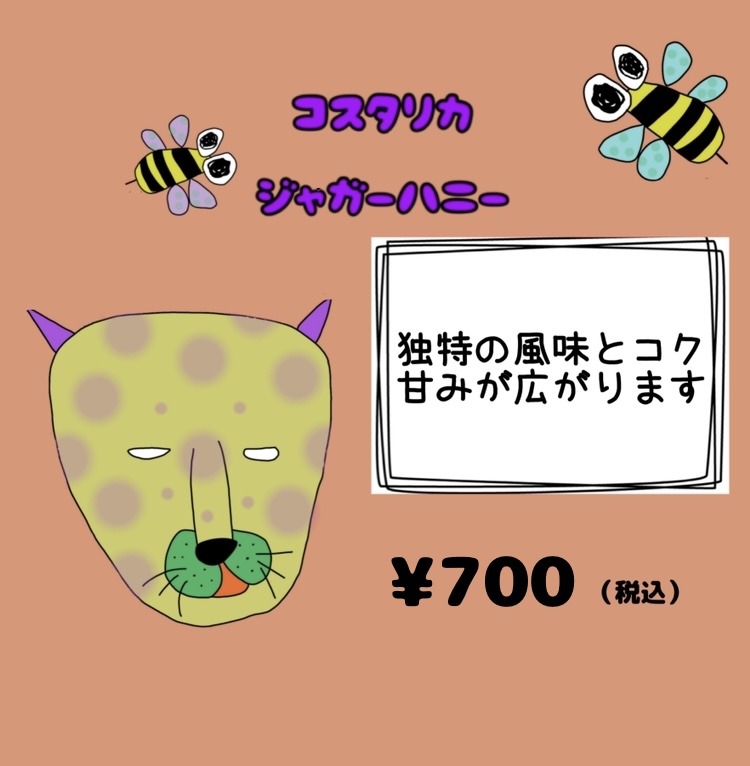 コスタリカ
ジャガーハニー
独特の風味とコク
甘みが広がります
¥700（税込）